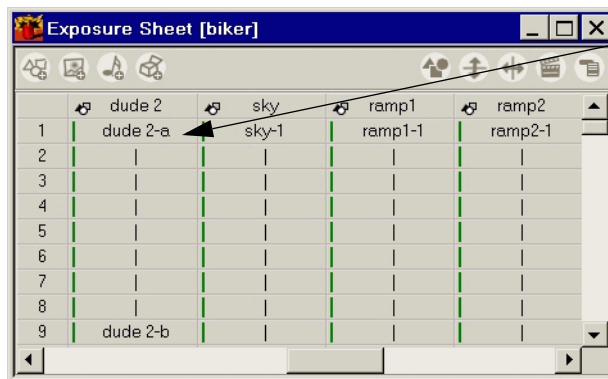 Exposure Sheet [biker]
dude 2 sky ramp1 ramp2
1 dude 2-a sky-1 ramp1-1 ramp2-1
2 | | | |
3 | | | |
4 | | | |
5 | | | |
6 | | | |
7 | | | |
8 | | | |
9 dude 2-b | | |